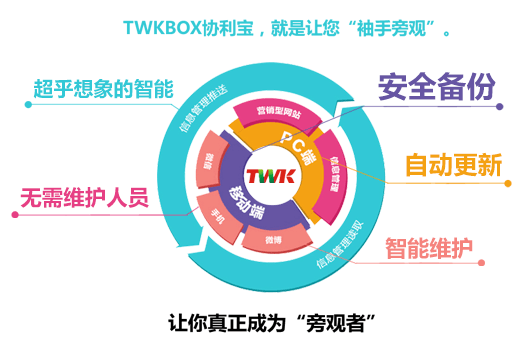 TWKBOX协利宝，就是让您“袖手旁观”。
超乎想象的智能
安全备份
信息管理推送
营销型网站
PC端
信息管理
自动更新
TWK
移动端
无需维护人员
手机
微博
信息管理读取
智能维护
让你真正成为“旁观者”